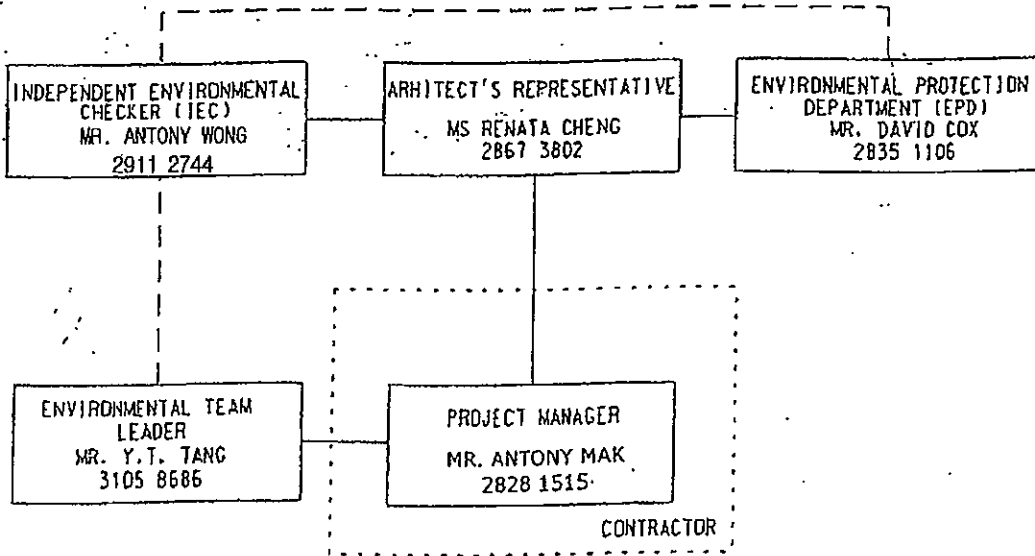 INDEPENDENT ENVIRONMENTAL
CHECKER (IEC)
MR. ANTONY WONG
2911 2744
ARHITECT'S REPRESENTATIVE
MS RENATA CHENG
2867 3802
ENVIRONMENTAL PROTECTION
DEPARTMENT (EPD)
MR. DAVID COX
2835 1106
ENVIRONMENTAL TEAM
LEADER
MR. Y.T. TANG
3105 8686
PROJECT MANAGER
MR. ANTONY MAK
2828 1515
CONTRACTOR